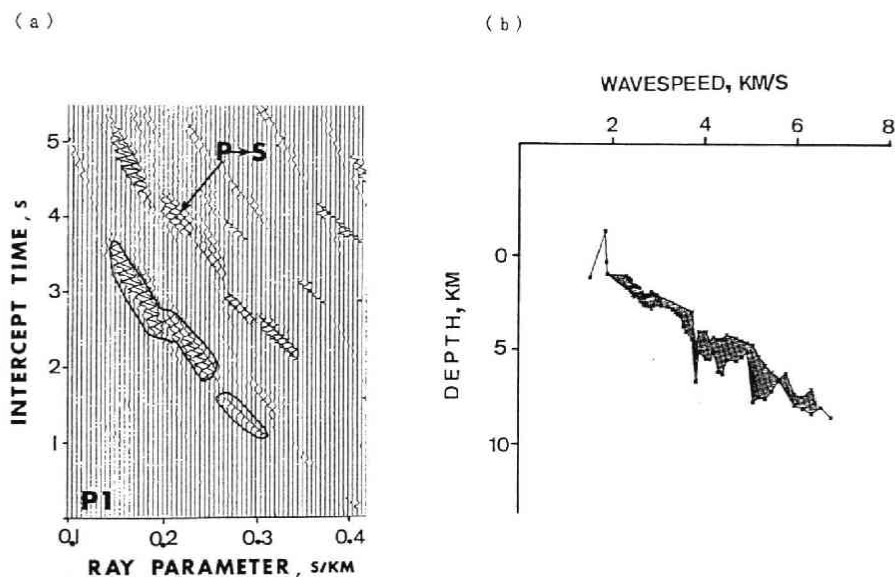 (a)
5
4
3
2
1
INTERCEPT TIME, S
P→S
P1
0.1 0.2 0.3 0.4
RAY PARAMETER, S/KM
(b)
WAVESPEED, KM/S
2 4 6 8
0
5
10
DEPTH, KM